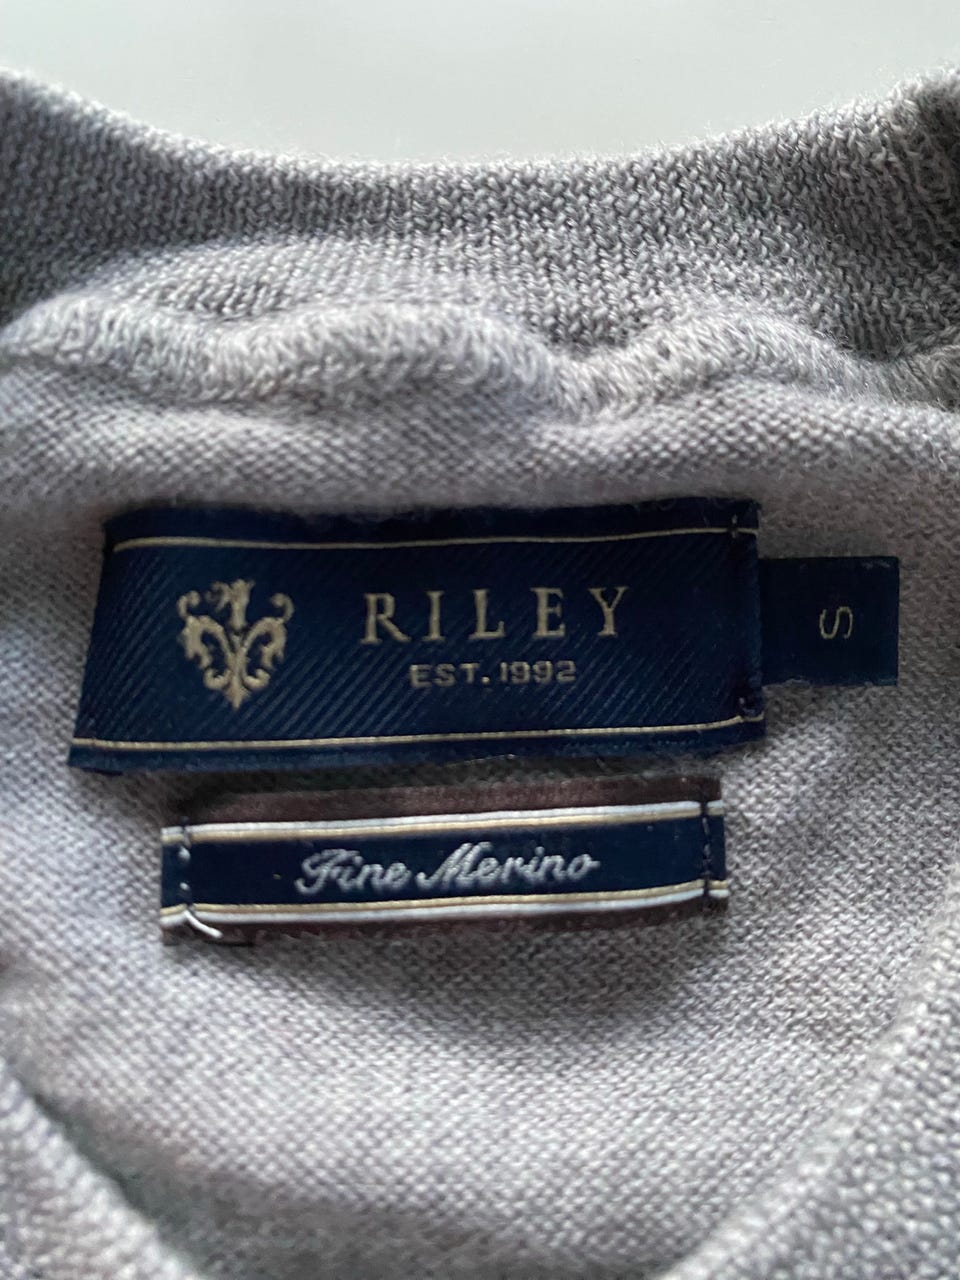 RILEY
EST. 1992
S
Fine Merino